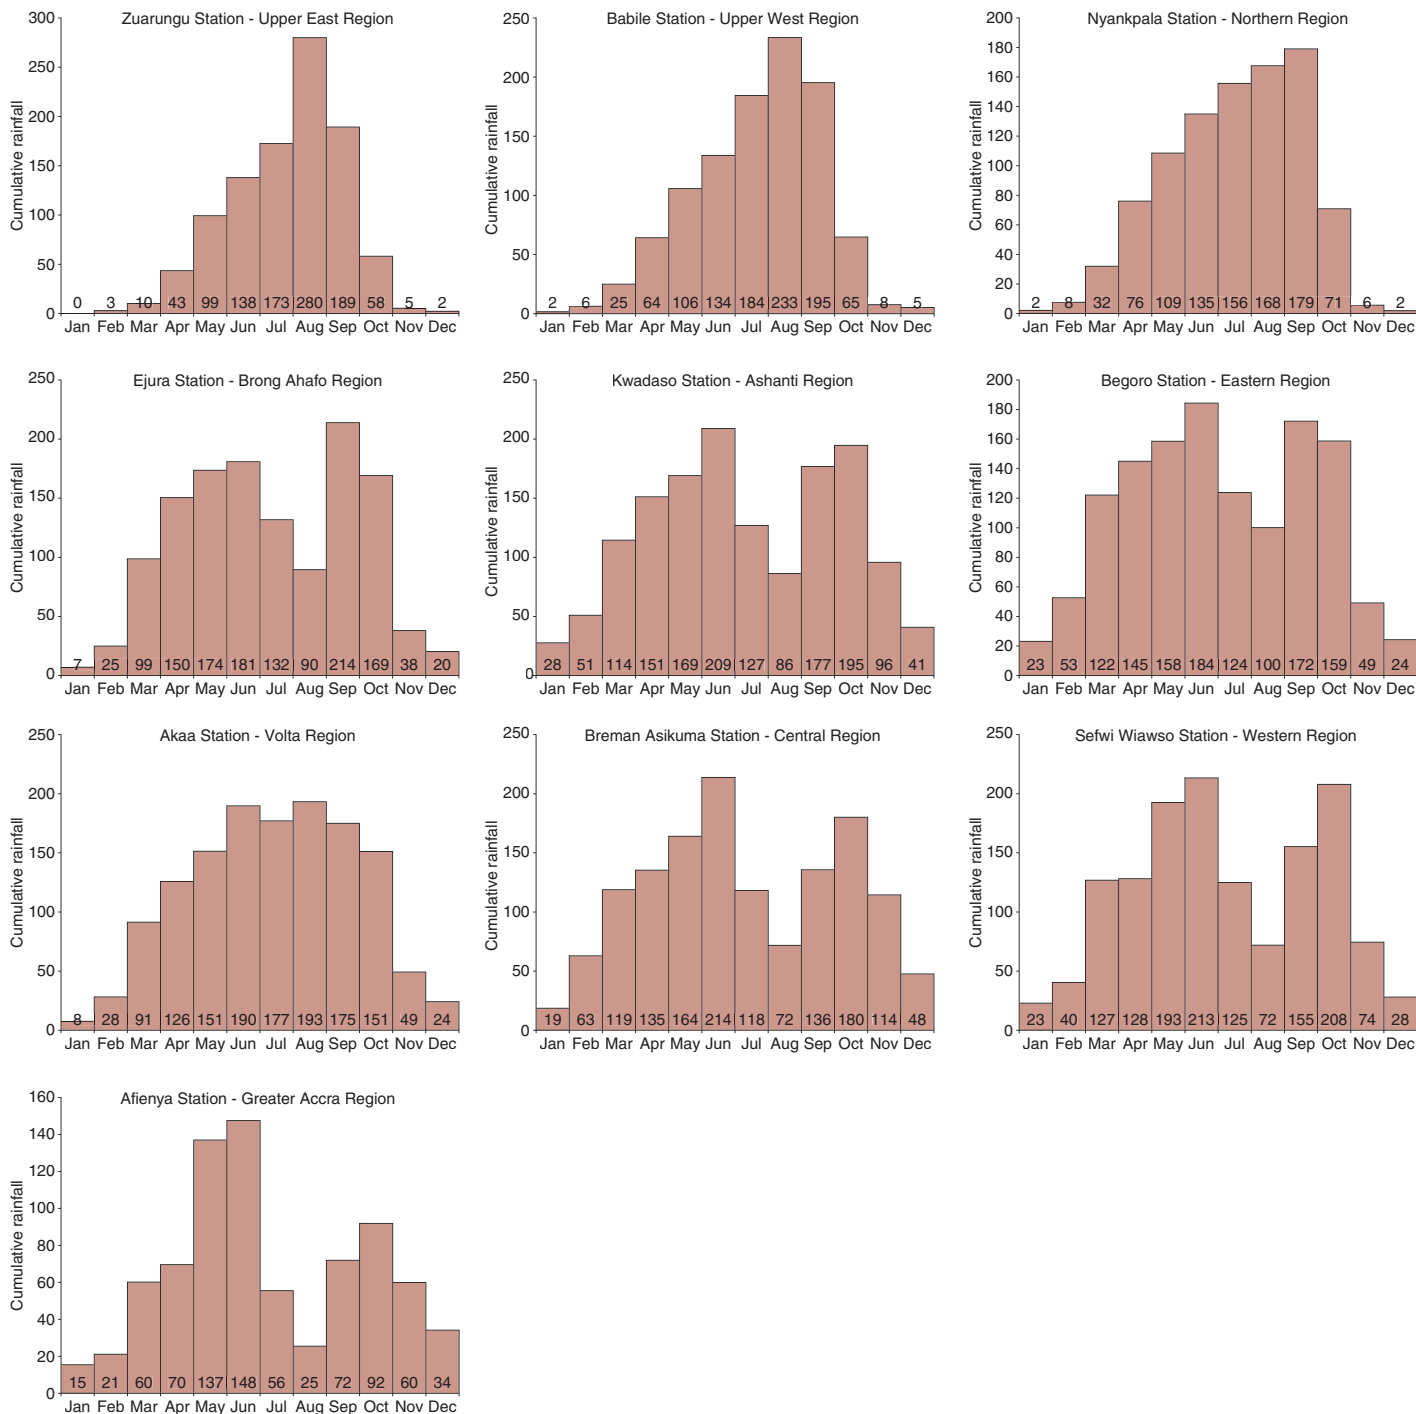 Zuarungu Station - Upper East Region
Cumulative rainfall
300
250
200
150
100
50
0
0 3 10 43 99 138 173 280 189 58 5 2
Jan Feb Mar Apr May Jun Jul Aug Sep Oct Nov Dec
Babile Station - Upper West Region
Cumulative rainfall
250
200
150
100
50
0
2 6 25 64 106 134 184 233 195 65 8 5
Jan Feb Mar Apr May Jun Jul Aug Sep Oct Nov Dec
Nyankpala Station - Northern Region
Cumulative rainfall
200
180
160
140
120
100
80
60
40
20
0
2 8 32 76 109 135 156 168 179 71 6 2
Jan Feb Mar Apr May Jun Jul Aug Sep Oct Nov Dec
Ejura Station - Brong Ahafo Region
Cumulative rainfall
250
200
150
100
50
0
7 25 99 150 174 181 132 90 214 169 38 20
Jan Feb Mar Apr May Jun Jul Aug Sep Oct Nov Dec
Kwadaso Station - Ashanti Region
Cumulative rainfall
250
200
150
100
50
0
28 51 114 151 169 209 127 86 177 195 96 41
Jan Feb Mar Apr May Jun Jul Aug Sep Oct Nov Dec
Begoro Station - Eastern Region
Cumulative rainfall
200
180
160
140
120
100
80
60
40
20
0
23 53 122 145 158 184 124 100 172 159 49 24
Jan Feb Mar Apr May Jun Jul Aug Sep Oct Nov Dec
Akaa Station - Volta Region
Cumulative rainfall
250
200
150
100
50
0
8 28 91 126 151 190 177 193 175 151 49 24
Jan Feb Mar Apr May Jun Jul Aug Sep Oct Nov Dec
Breman Asikuma Station - Central Region
Cumulative rainfall
250
200
150
100
50
0
19 63 119 135 164 214 118 72 136 180 114 48
Jan Feb Mar Apr May Jun Jul Aug Sep Oct Nov Dec
Sefwi Wiawso Station - Western Region
Cumulative rainfall
250
200
150
100
50
0
23 40 127 128 193 213 125 72 155 208 74 28
Jan Feb Mar Apr May Jun Jul Aug Sep Oct Nov Dec
Afienya Station - Greater Accra Region
Cumulative rainfall
160
140
120
100
80
60
40
20
0
15 21 60 70 137 148 56 25 72 92 60 34
Jan Feb Mar Apr May Jun Jul Aug Sep Oct Nov Dec